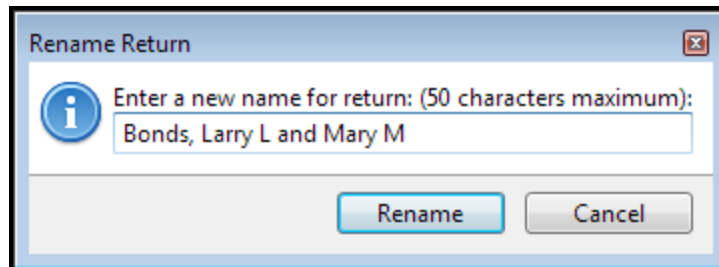 Rename Return
Enter a new name for return: (50 characters maximum):
Bonds, Larry L and Mary M
Rename Cancel